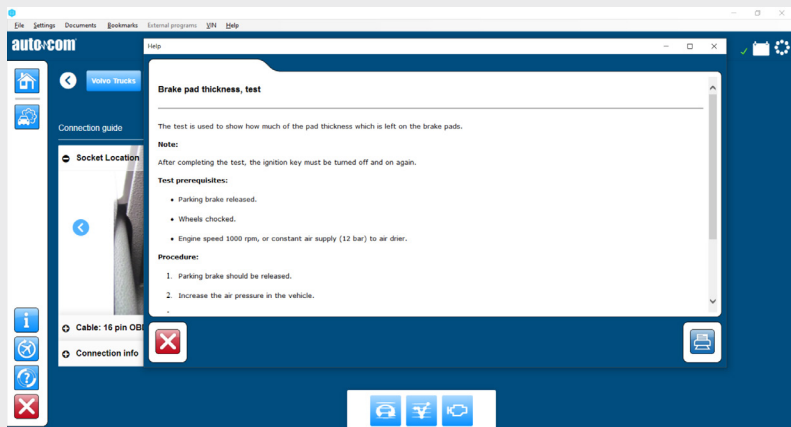 File Settings Documents Bookmarks External programs VIN Help
auto·com
Help
Volvo Trucks
Brake pad thickness, test
The test is used to show how much of the pad thickness which is left on the brake pads.
Connection guide
Note:
Socket Location
After completing the test, the ignition key must be turned off and on again.
Test prerequisites:
• Parking brake released.
• Wheels chocked.
• Engine speed 1000 rpm, or constant air supply (12 bar) to air drier.
Procedure:
1. Parking brake should be released.
2. Increase the air pressure in the vehicle.
Cable: 16 pin OBI
Connection info